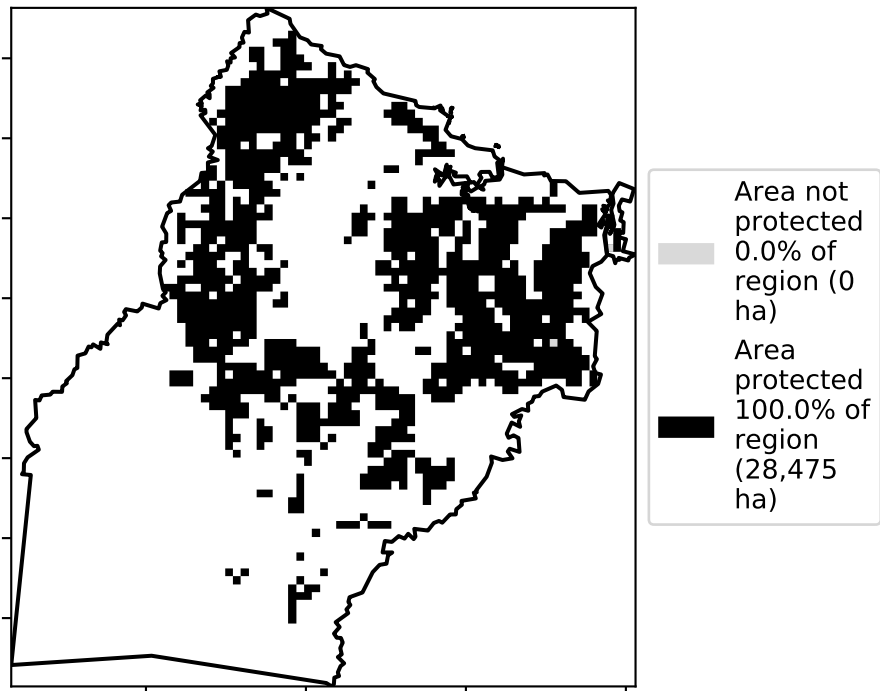 Area not
protected
0.0% of
region (0
ha)
Area
protected
100.0% of
region
(28,475
ha)